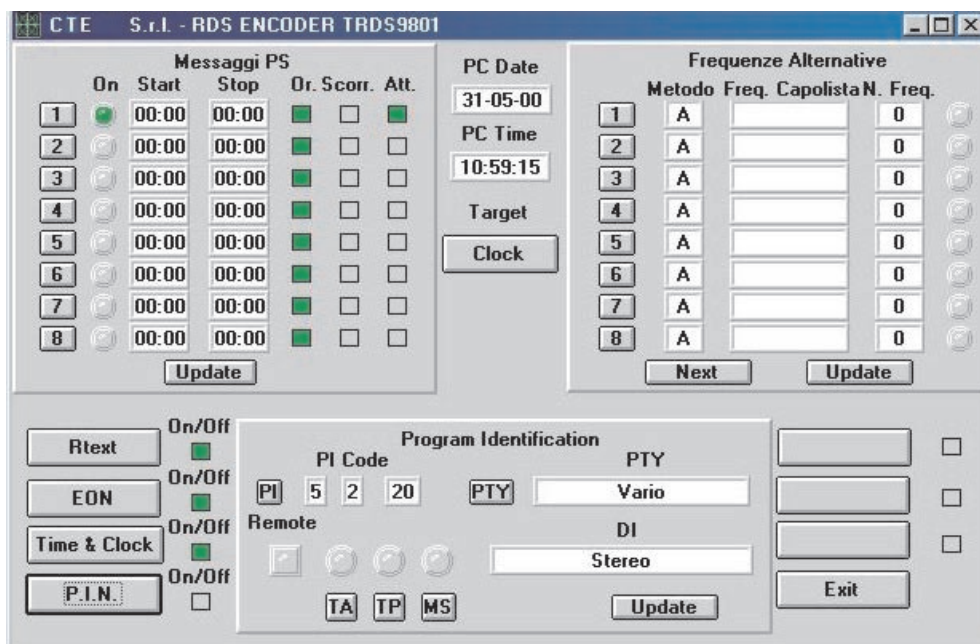 CTE S.r.l. - RDS ENCODER TRDS9801
Messaggi PS
On Start Stop Or. Scorr. Att.
1 00:00 00:00
2 00:00 00:00
3 00:00 00:00
4 00:00 00:00
5 00:00 00:00
6 00:00 00:00
7 00:00 00:00
8 00:00 00:00
Update
PC Date
31-05-00
PC Time
10:59:15
Target
Clock
Frequenze Alternative
Metodo Freq. Capolista N. Freq.
1 A 0
2 A 0
3 A 0
4 A 0
5 A 0
6 A 0
7 A 0
8 A 0
Next Update
Rtext On/Off
EON On/Off
Time & Clock On/Off
P.I.N. On/Off
Program Identification
PI Code PTY
PI 5 2 20 PTY Vario
Remote DI
Stereo
TA TP MS Update
Exit